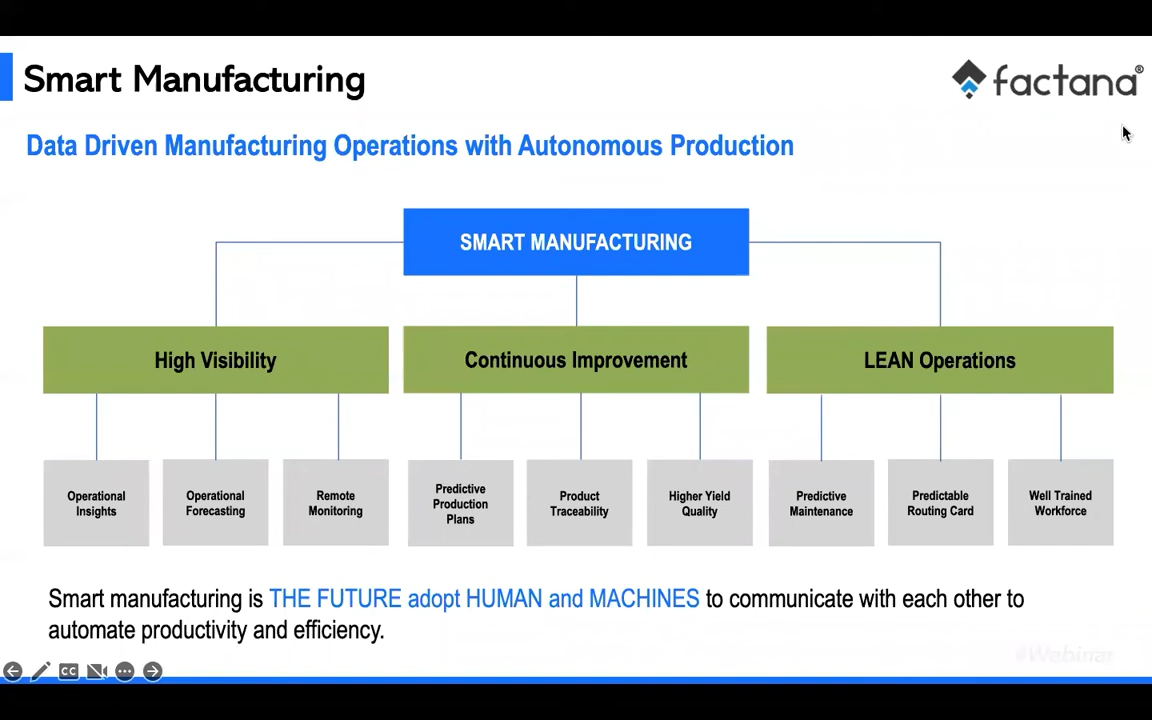 Smart Manufacturing
factana®
Data Driven Manufacturing Operations with Autonomous Production
SMART MANUFACTURING
High Visibility
Continuous Improvement
LEAN Operations
Operational
Insights
Operational
Forecasting
Remote
Monitoring
Predictive
Production
Plans
Product
Traceability
Higher Yield
Quality
Predictive
Maintenance
Predictable
Routing Card
Well Trained
Workforce
Smart manufacturing is THE FUTURE adopt HUMAN and MACHINES to communicate with each other to
automate productivity and efficiency.
#Webinar
CC